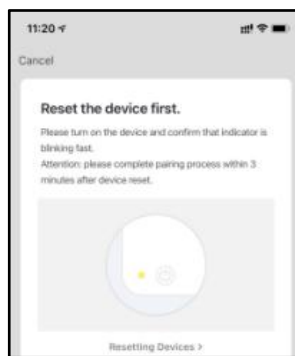 11:20
Cancel
Reset the device first.
Please turn on the device and confirm that indicator is
blinking fast.
Attention: please complete pairing process within 3
minutes after device reset.
Resetting Devices >